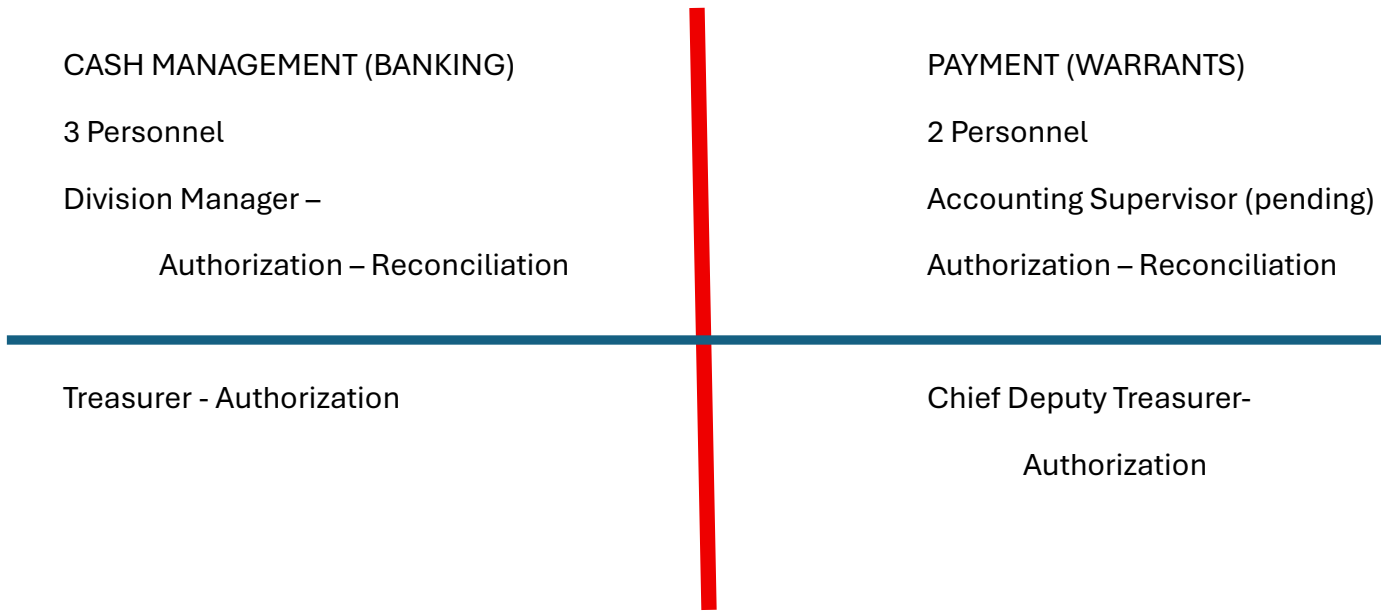 CASH MANAGEMENT (BANKING)
3 Personnel
Division Manager –
Authorization – Reconciliation
PAYMENT (WARRANTS)
2 Personnel
Accounting Supervisor (pending)
Authorization – Reconciliation
Treasurer - Authorization
Chief Deputy Treasurer-
Authorization